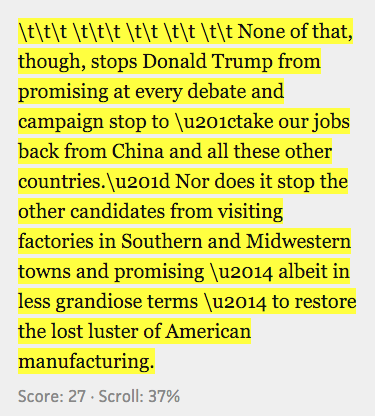 \t\t\t \t\t\t \t\t \t\t \t\t None of that,
though, stops Donald Trump from
promising at every debate and
campaign stop to \u201ctake our jobs
back from China and all these other
countries.\u201d Nor does it stop the
other candidates from visiting
factories in Southern and Midwestern
towns and promising \u2014 albeit in
less grandiose terms \u2014 to restore
the lost luster of American
manufacturing.
Score: 27 · Scroll: 37%